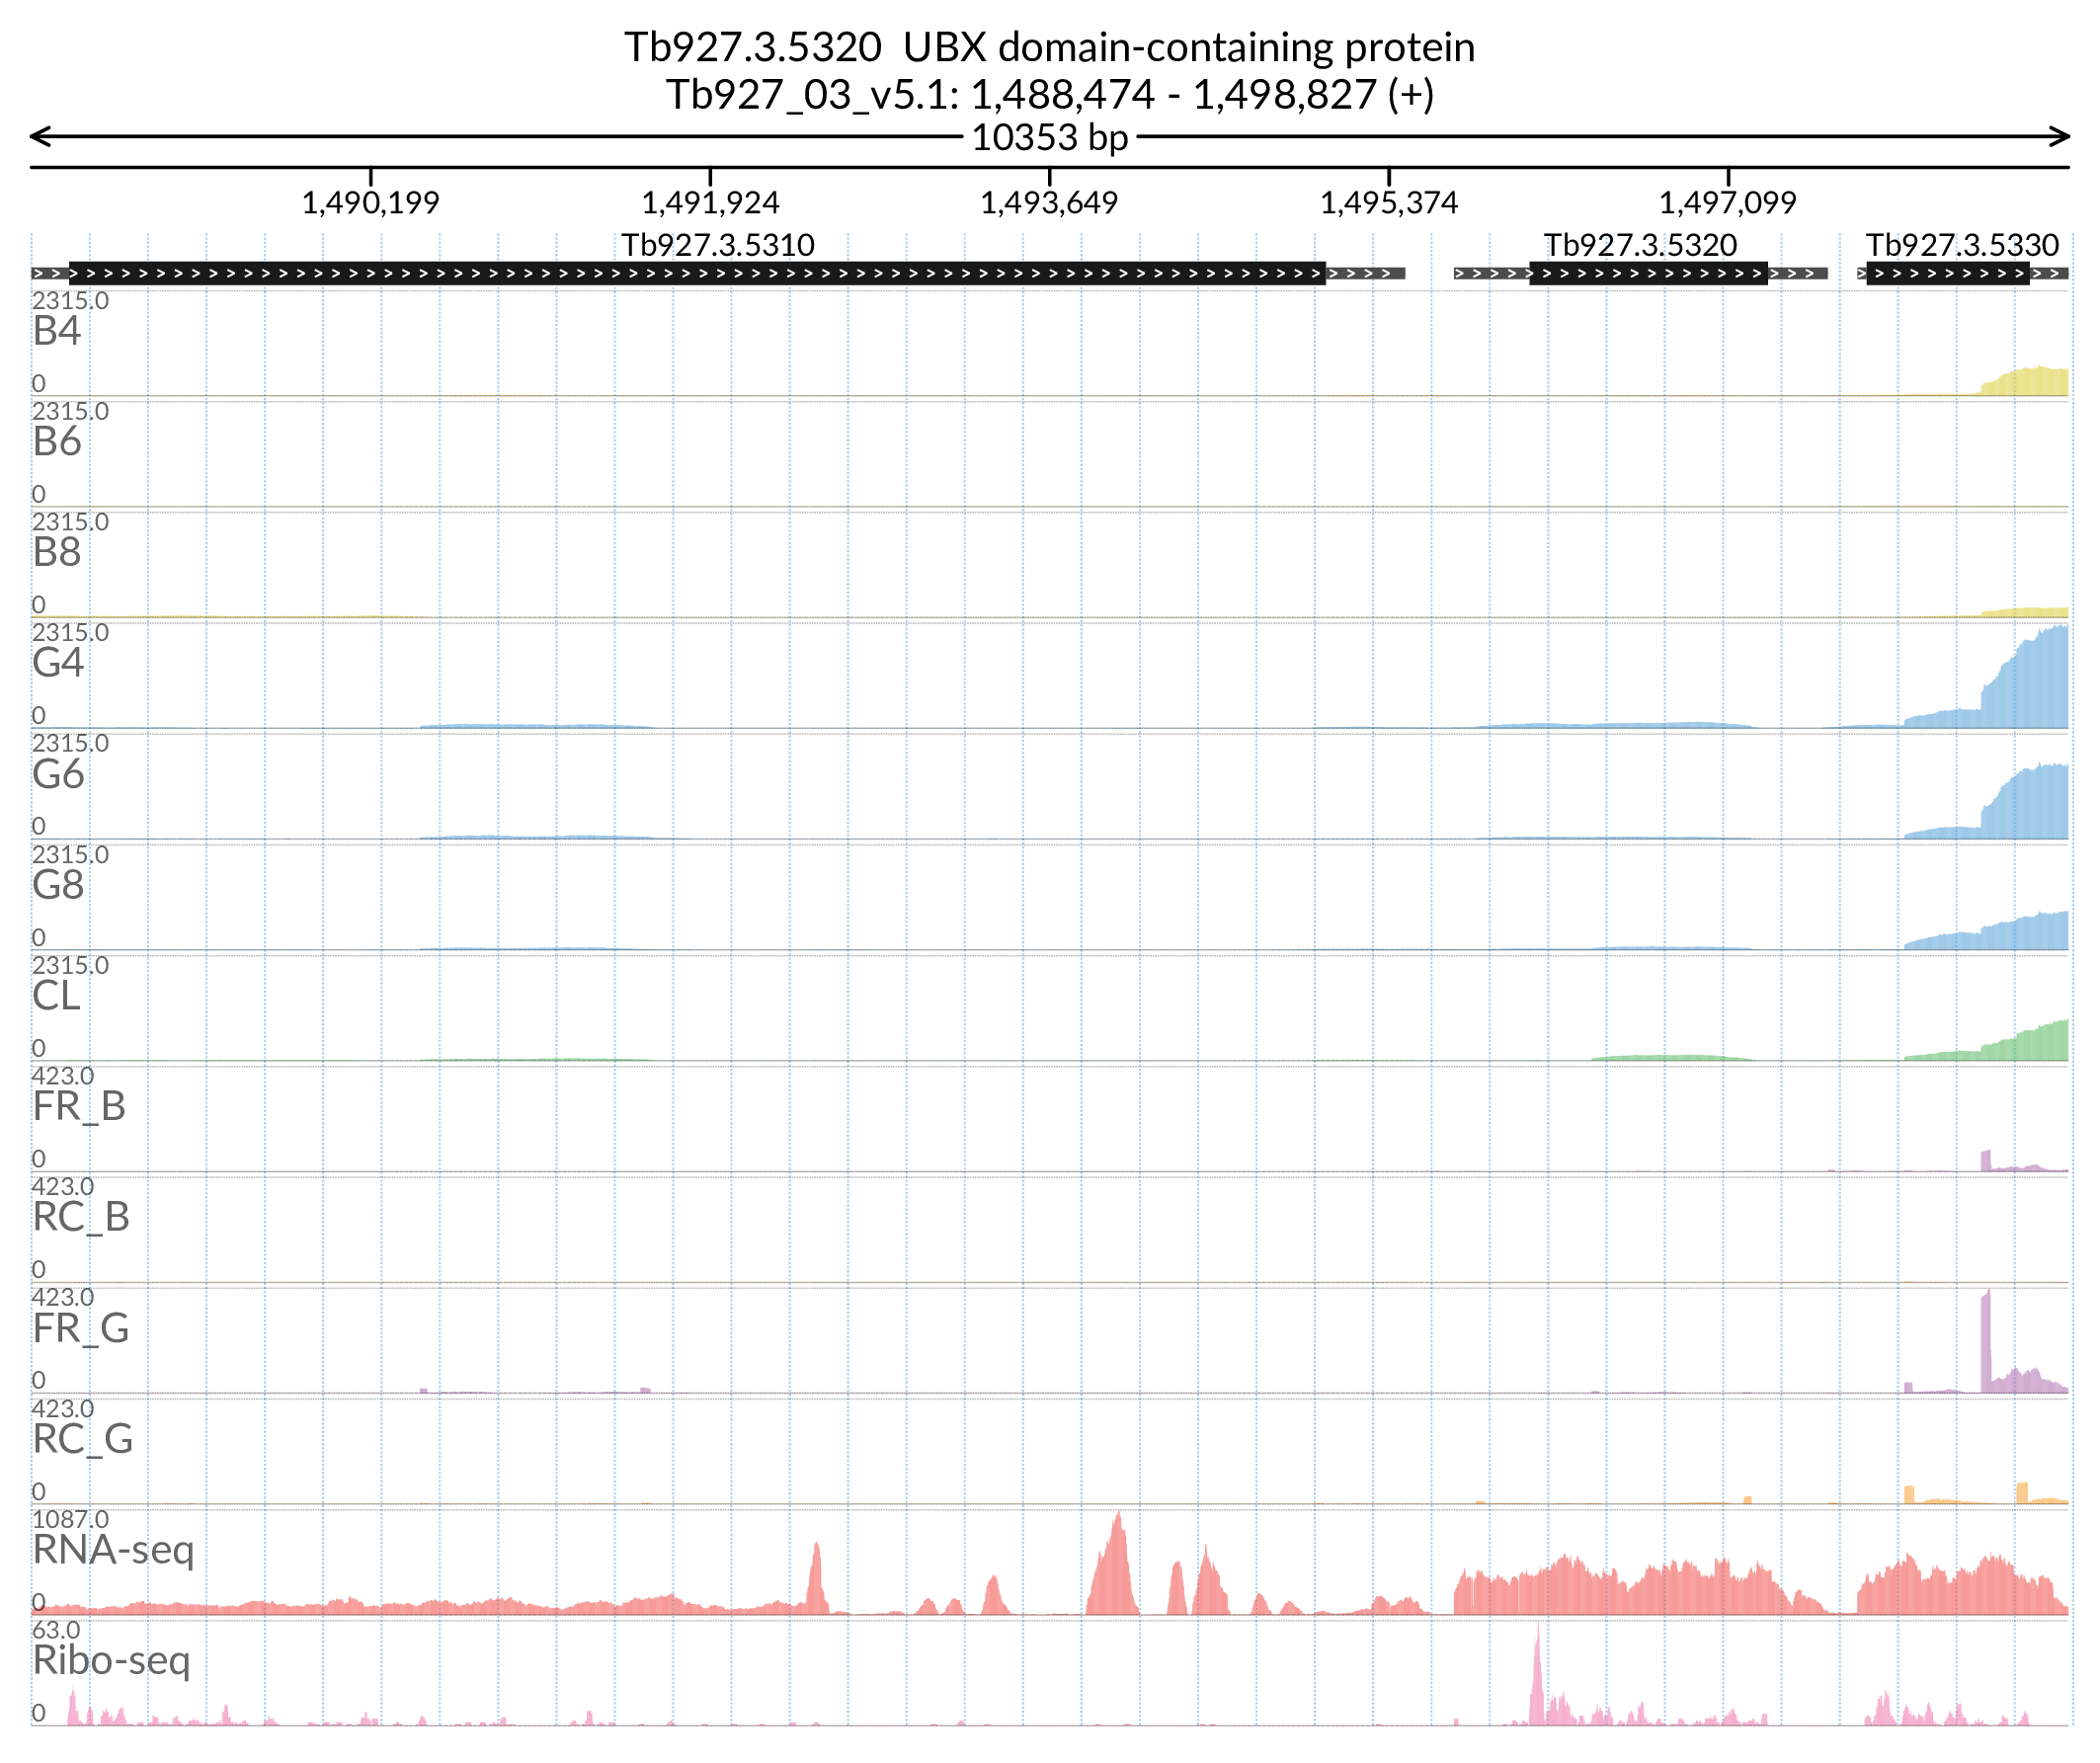 Tb927.3.5320 UBX domain-containing protein
Tb927_03_v5.1: 1,488,474 - 1,498,827 (+)
10353 bp
1,490,199 1,491,924 1,493,649 1,495,374 1,497,099
Tb927.3.5310 Tb927.3.5320 Tb927.3.5330
2315.0
B4
0
2315.0
B6
0
2315.0
B8
0
2315.0
G4
0
2315.0
G6
0
2315.0
G8
0
2315.0
CL
0
423.0
FR_B
0
423.0
RC_B
0
423.0
FR_G
0
423.0
RC_G
0
1087.0
RNA-seq
0
63.0
Ribo-seq
0